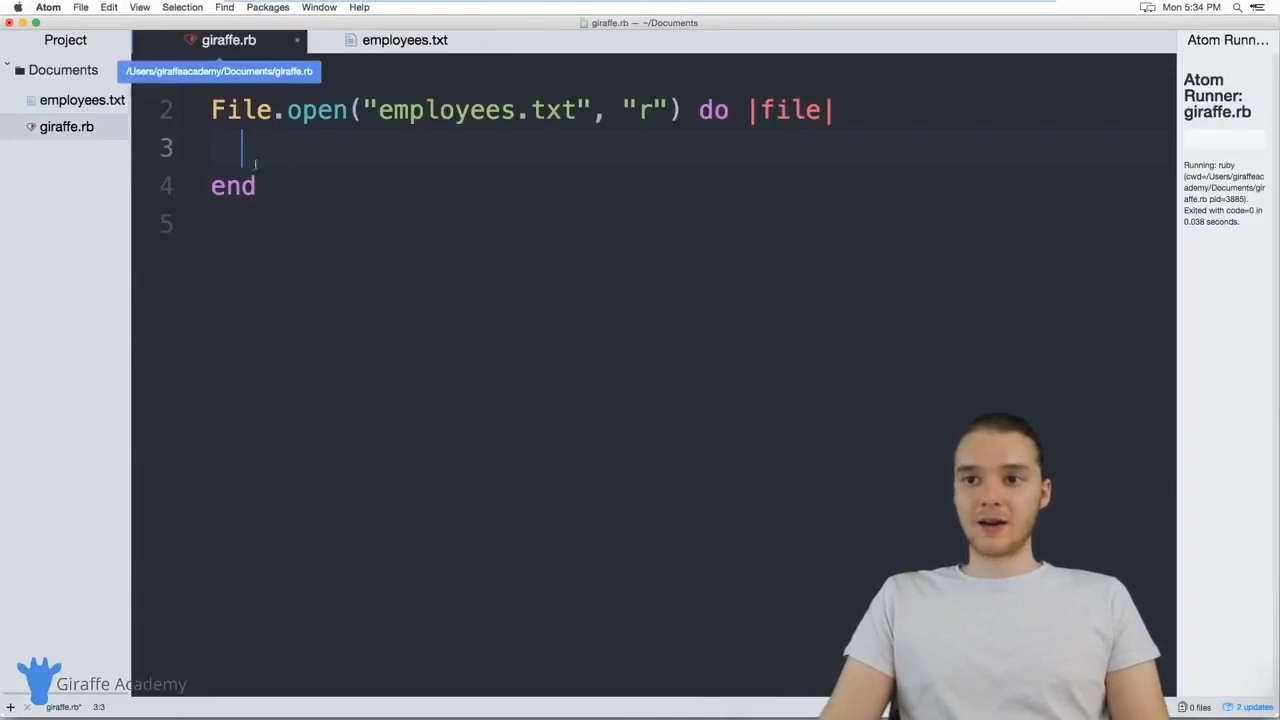 Atom File Edit View Selection Find Packages Window Help Mon 5:34 PM
giraffe.rb — ~/Documents
Project giraffe.rb employees.txt Atom Runn...
Documents
/Users/giraffeacademy/Documents/giraffe.rb
employees.txt
giraffe.rb
2 File.open("employees.txt", "r") do |file|
3
4 end
5
Atom
Runner:
giraffe.rb
Running: ruby
(cwd=/Users/giraffeac
ademy/Documents/gir
affe.rb pid=3885).
Exited with code=0 in
0.038 seconds.
Giraffe Academy
giraffe.rb* 3:3 0 files 2 updates